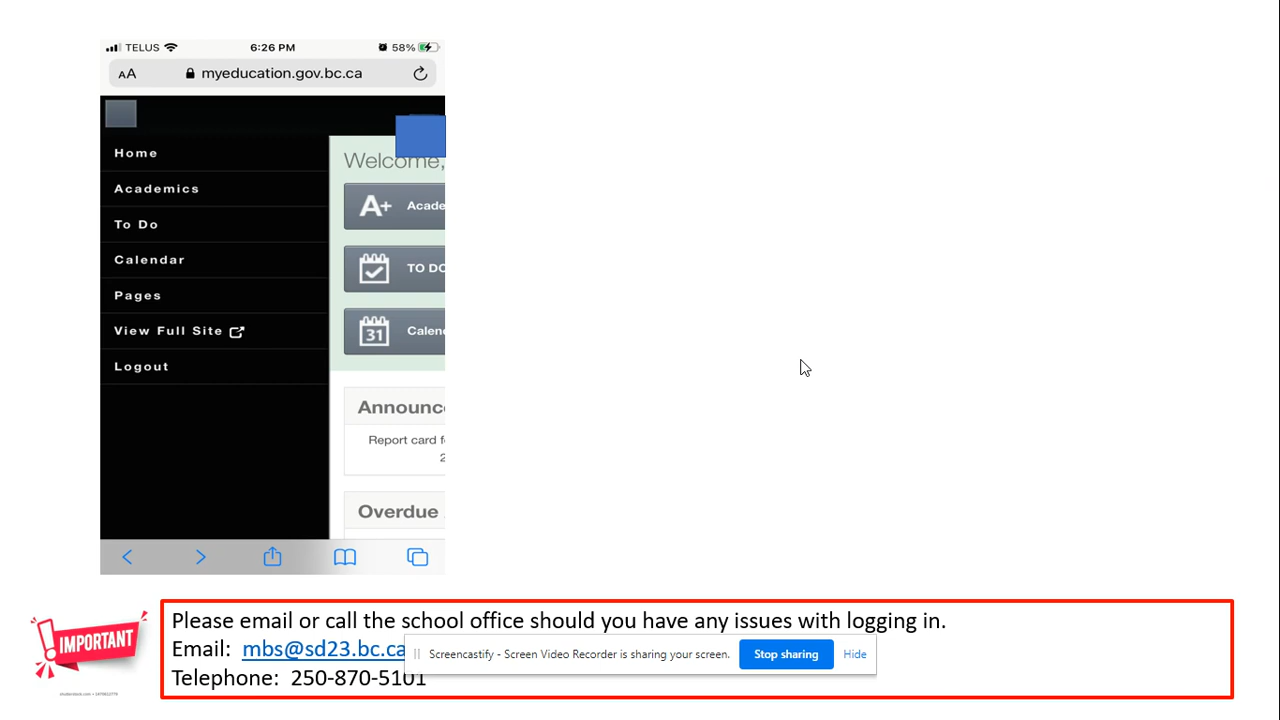 TELUS 6:26 PM 58%
AA myeducation.gov.bc.ca
Home
Academics
To Do
Calendar
Pages
View Full Site
Logout
Welcome,
A+ Acade
TO DO
31 Calen
Announc
Report card f
2
Overdue
IMPORTANT
Please email or call the school office should you have any issues with logging in.
Email: mbs@sd23.bc.ca
Telephone: 250-870-5101
Screencastify - Screen Video Recorder is sharing your screen. Stop sharing Hide